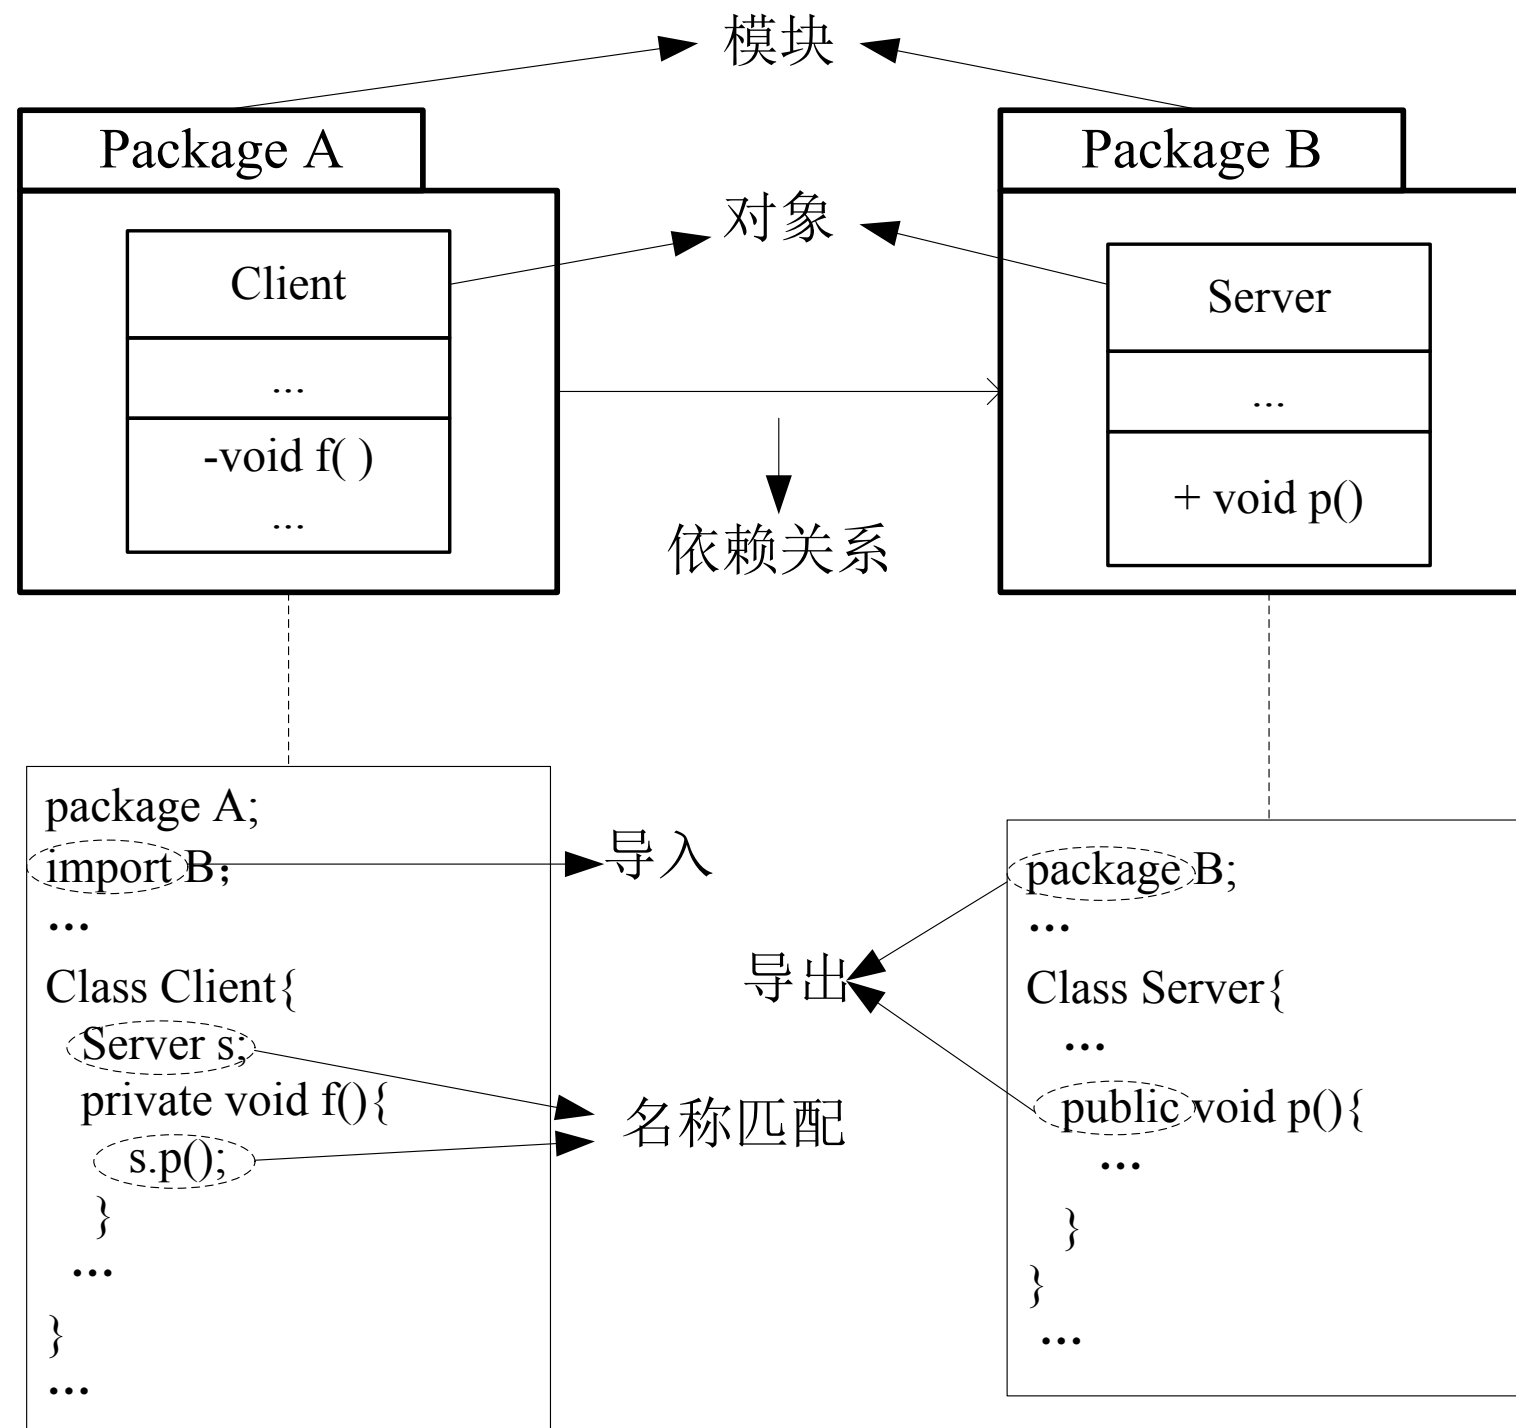 模块
Package A
Package B
对象
Client
...
-void f( )
...
Server
...
+ void p()
依赖关系
package A;
import B；
...
Class Client{
Server s;
private void f(){
s.p();
}
...
}
...
导入
导出
名称匹配
package B;
...
Class Server{
...
public void p(){
...
}
}
...